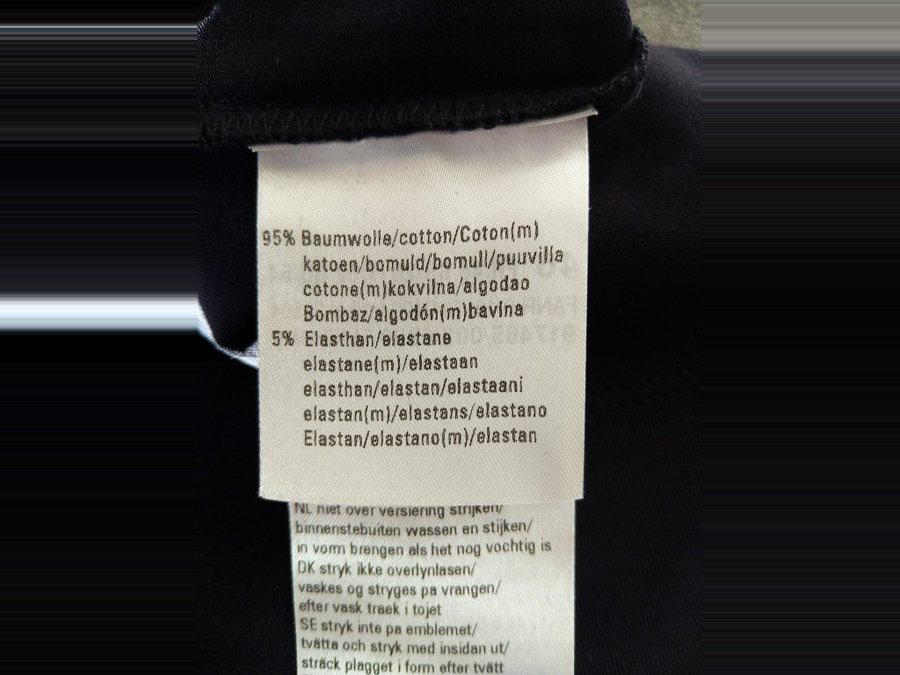 95% Baumwolle/cotton/Coton(m)
katoen/bomuld/bomull/puuvilla
cotone(m)kokvilna/algodao
Bombaz/algodón(m)bavina
5% Elasthan/elastane
elastane(m)/elastaan
elasthan/elastan/elastaani
elastan(m)/elastans/elastano
Elastan/elastano(m)/elastan
NL niet over versiering strijken/
binnenstebuiten wassen en stijken/
in vorm brengen als het nog vochtig is
DK stryk ikke overlynlasen/
vaskes og stryges pa vrangen/
efter vask traek i tojet
SE stryk inte pa emblemet/
tvätta och stryk med insidan ut/
sträck plagget i form efter tvätt